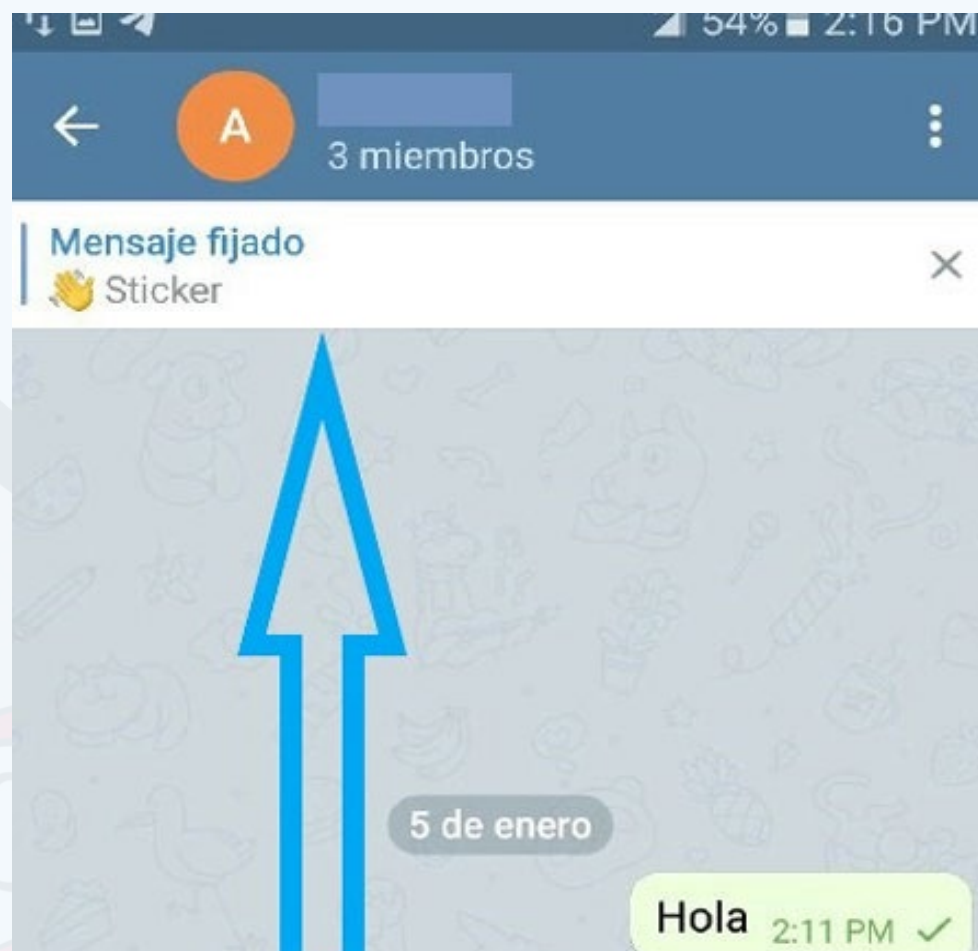 54% 2:16 PM
A
3 miembros
Mensaje fijado
👋 Sticker
5 de enero
Hola 2:11 PM